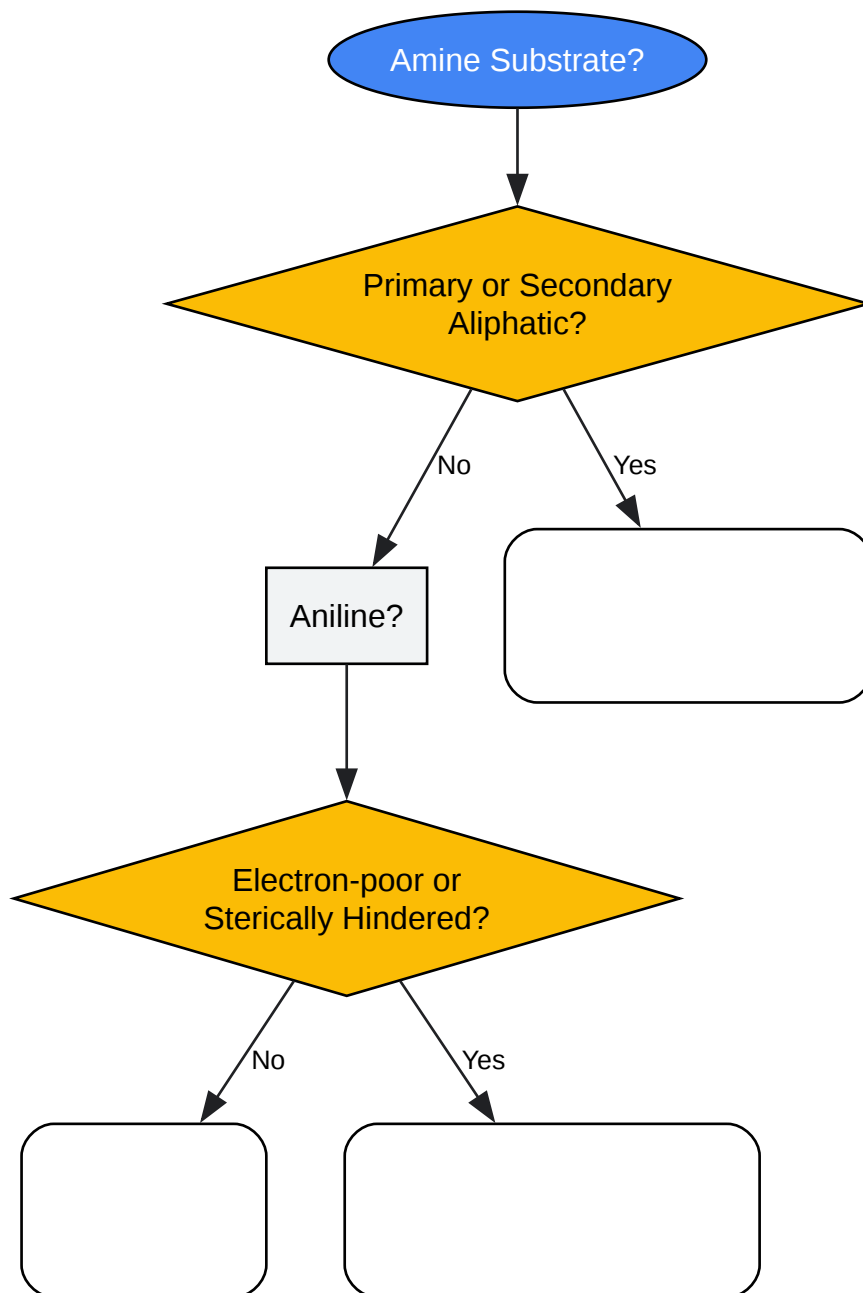 Amine Substrate?
Primary or Secondary
Aliphatic?
No
Yes
Aniline?
Electron-poor or
Sterically Hindered?
No
Yes